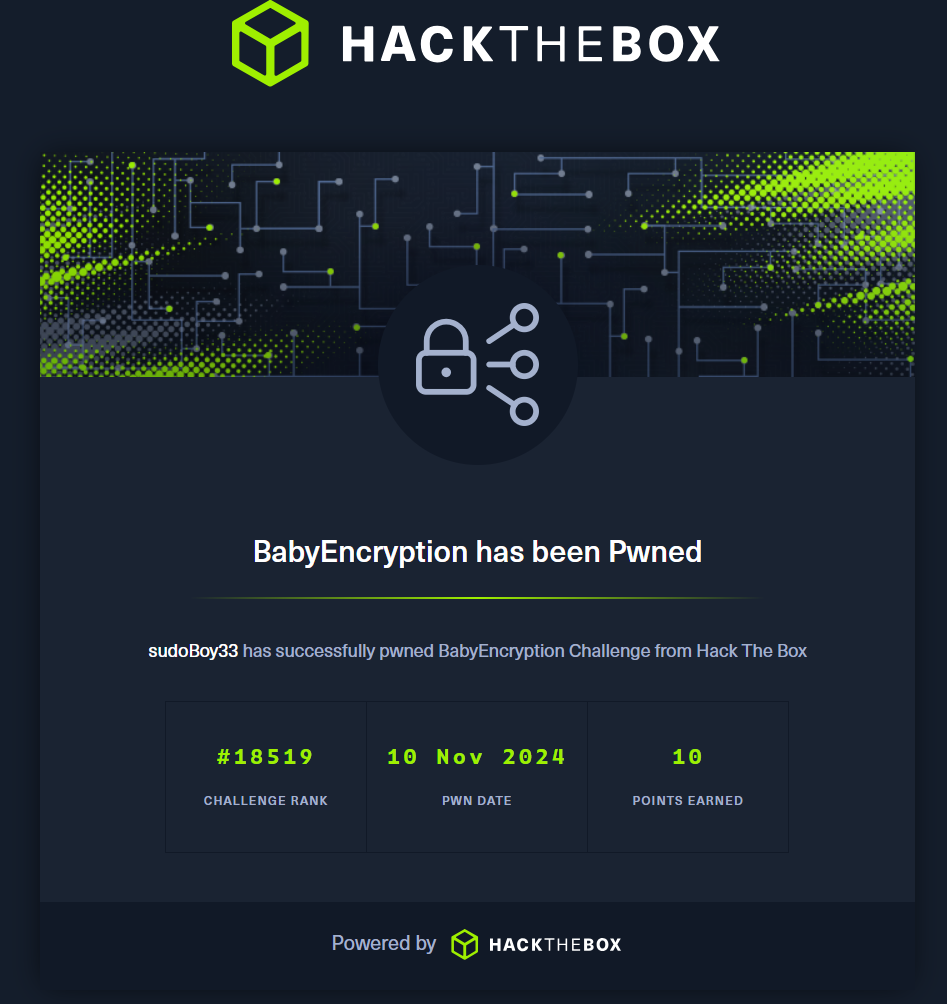 HACKTHEBOX
BabyEncryption has been Pwned
sudoBoy33 has successfully pwned BabyEncryption Challenge from Hack The Box
#18519 10 Nov 2024 10
CHALLENGE RANK PWN DATE POINTS EARNED
Powered by HACKTHEBOX